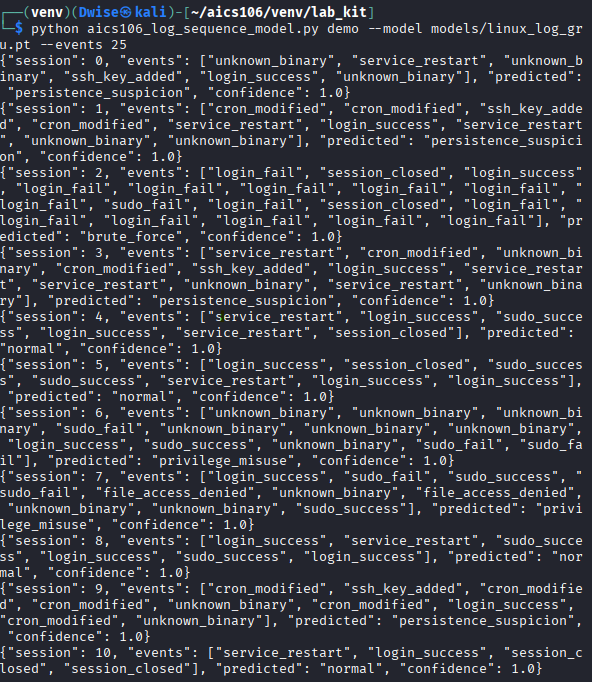 ┌──(venv)(Dwise㉿kali)-[~/aics106/venv/lab_kit]
└─$ python aics106_log_sequence_model.py demo --model models/linux_log_gr
u.pt --events 25
{"session": 0, "events": ["unknown_binary", "service_restart", "unknown_b
inary", "ssh_key_added", "login_success", "unknown_binary"], "predicted":
 "persistence_suspicion", "confidence": 1.0}
{"session": 1, "events": ["cron_modified", "cron_modified", "ssh_key_adde
d", "cron_modified", "service_restart", "login_success", "service_restart
", "unknown_binary", "unknown_binary"], "predicted": "persistence_suspici
on", "confidence": 1.0}
{"session": 2, "events": ["login_fail", "session_closed", "login_success"
, "login_fail", "login_fail", "login_fail", "login_fail", "login_fail", "
login_fail", "sudo_fail", "login_fail", "session_closed", "login_fail", "
login_fail", "login_fail", "login_fail", "login_fail", "login_fail"], "pr
edicted": "brute_force", "confidence": 1.0}
{"session": 3, "events": ["service_restart", "cron_modified", "unknown_bi
nary", "cron_modified", "ssh_key_added", "login_success", "service_restar
t", "service_restart", "unknown_binary", "service_restart", "unknown_bina
ry"], "predicted": "persistence_suspicion", "confidence": 1.0}
{"session": 4, "events": ["service_restart", "login_success", "sudo_succe
ss", "login_success", "service_restart", "session_closed"], "predicted": 
"normal", "confidence": 1.0}
{"session": 5, "events": ["login_success", "session_closed", "sudo_succes
s", "sudo_success", "service_restart", "login_success", "login_success"],
 "predicted": "normal", "confidence": 1.0}
{"session": 6, "events": ["unknown_binary", "unknown_binary", "unknown_bi
nary", "sudo_fail", "unknown_binary", "unknown_binary", "unknown_binary",
 "login_success", "sudo_success", "unknown_binary", "sudo_fail", "sudo_fa
il"], "predicted": "privilege_misuse", "confidence": 1.0}
{"session": 7, "events": ["login_success", "sudo_fail", "sudo_success", "
sudo_fail", "file_access_denied", "unknown_binary", "file_access_denied",
 "unknown_binary", "unknown_binary", "sudo_success"], "predicted": "privi
lege_misuse", "confidence": 1.0}
{"session": 8, "events": ["login_success", "service_restart", "sudo_succe
ss", "login_success", "sudo_success", "login_success"], "predicted": "nor
mal", "confidence": 1.0}
{"session": 9, "events": ["cron_modified", "ssh_key_added", "cron_modifie
d", "cron_modified", "unknown_binary", "cron_modified", "login_success", 
"cron_modified", "unknown_binary"], "predicted": "persistence_suspicion",
 "confidence": 1.0}
{"session": 10, "events": ["service_restart", "login_success", "session_c
losed", "session_closed"], "predicted": "normal", "confidence": 1.0}